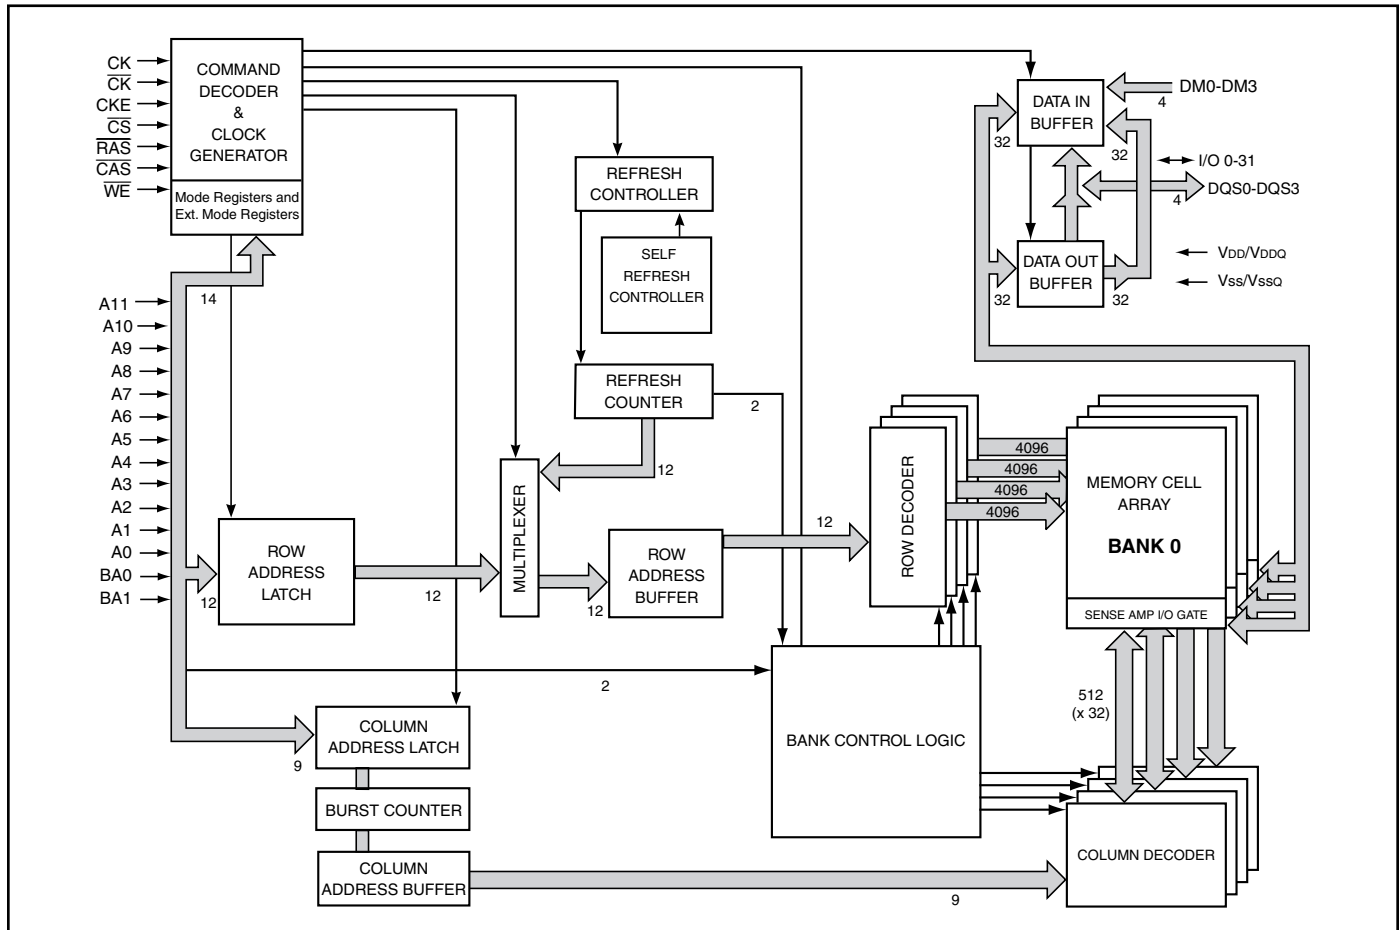 CK
C̅K̅
CKE
C̅S̅
R̅A̅S̅
C̅A̅S̅
W̅E̅
COMMAND
DECODER
&
CLOCK
GENERATOR
Mode Registers and
Ext. Mode Registers
14
A11
A10
A9
A8
A7
A6
A5
A4
A3
A2
A1
A0
BA0
BA1
12
ROW
ADDRESS
LATCH
12
MULTIPLEXER
12
REFRESH
CONTROLLER
SELF
REFRESH
CONTROLLER
REFRESH
COUNTER
2
12
ROW
ADDRESS
BUFFER
12
ROW DECODER
4096
4096
4096
4096
MEMORY CELL
ARRAY
BANK 0
SENSE AMP I/O GATE
DATA IN
BUFFER
DM0-DM3
4
32
32
I/O 0-31
DQS0-DQS3
4
DATA OUT
BUFFER
32
32
VDD/VDDQ
Vss/VssQ
2
BANK CONTROL LOGIC
512
(x 32)
9
COLUMN
ADDRESS LATCH
BURST COUNTER
COLUMN
ADDRESS BUFFER
9
COLUMN DECODER